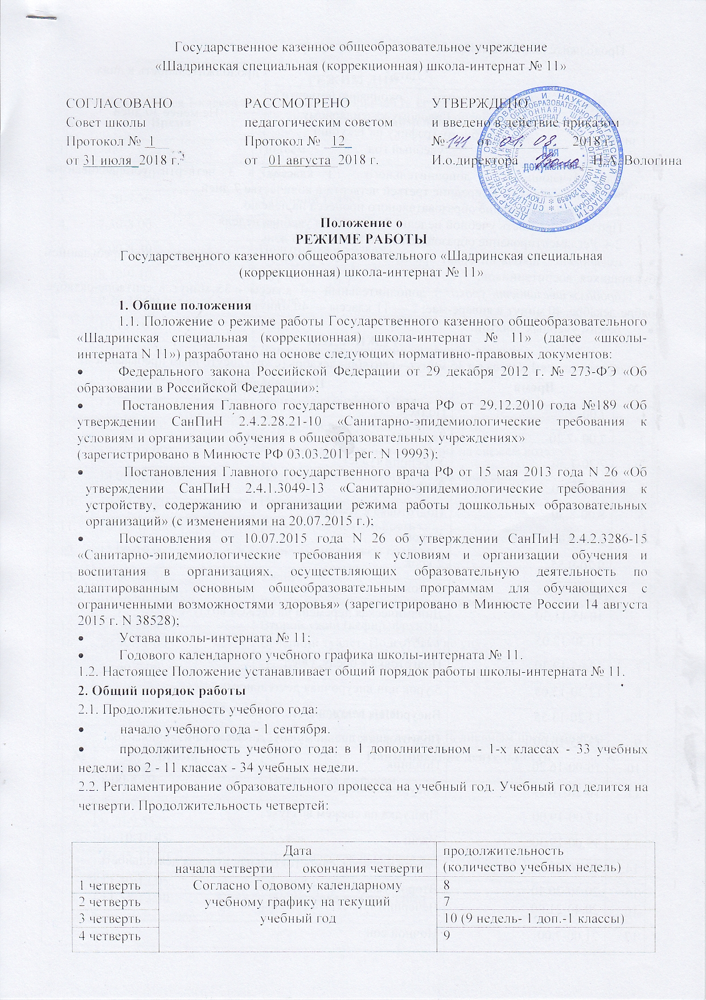 Государственное казенное общеобразовательное учреждение
«Шадринская специальная (коррекционная) школа-интернат № 11»
СОГЛАСОВАНО
Совет школы
Протокол № _1__
от 31 июля_2018 г.
РАССМОТРЕНО
педагогическим советом
Протокол № _12_
от _01 августа_2018 г.
УТВЕРЖДЕНО
и введено в действие приказом
№ 141 от 01.08. 2018 г.
И.о.директора Н.А. Вологина
Для
документов
Положение о
РЕЖИМЕ РАБОТЫ
Государственного казенного общеобразовательного «Шадринская специальная
(коррекционная) школа-интернат № 11»
1. Общие положения
1.1. Положение о режиме работы Государственного казенного общеобразовательного
«Шадринская специальная (коррекционная) школа-интернат № 11» (далее «школы-
интерната N 11») разработано на основе следующих нормативно-правовых документов:
• Федерального закона Российской Федерации от 29 декабря 2012 г. № 273-ФЭ «Об
образовании в Российской Федерации»;
• Постановления Главного государственного врача РФ от 29.12.2010 года №189 «Об
утверждении СанПиН 2.4.2.28.21-10 «Санитарно-эпидемиологические требования к
условиям и организации обучения в общеобразовательных учреждениях»
(зарегистрировано в Минюсте РФ 03.03.2011 рег. N 19993);
• Постановления Главного государственного врача РФ от 15 мая 2013 года N 26 «Об
утверждении СанПиН 2.4.1.3049-13 «Санитарно-эпидемиологические требования к
устройству, содержанию и организации режима работы дошкольных образовательных
организаций» (с изменениями на 20.07.2015 г.);
• Постановления от 10.07.2015 года N 26 об утверждении СанПиН 2.4.2.3286-15
«Санитарно-эпидемиологические требования к условиям и организации обучения и
воспитания в организациях, осуществляющих образовательную деятельность по
адаптированным основным общеобразовательным программам для обучающихся с
ограниченными возможностями здоровья» (зарегистрировано в Минюсте России 14 августа
2015 г. N 38528);
• Устава школы-интерната № 11;
• Годового календарного учебного графика школы-интерната № 11.
1.2. Настоящее Положение устанавливает общий порядок работы школы-интерната № 11.
2. Общий порядок работы
2.1. Продолжительность учебного года:
• начало учебного года - 1 сентября.
• продолжительность учебного года: в 1 дополнительном - 1-х классах - 33 учебных
недели; во 2 - 11 классах - 34 учебных недели.
2.2. Регламентирование образовательного процесса на учебный год. Учебный год делится на
четверти. Продолжительность четвертей:
Дата
продолжительность
(количество учебных недель)
начала четверти окончания четверти
1 четверть Согласно Годовому календарному 8
2 четверть учебному графику на текущий 7
3 четверть учебный год 10 (9 недель- 1 доп.-1 классы)
4 четверть 9